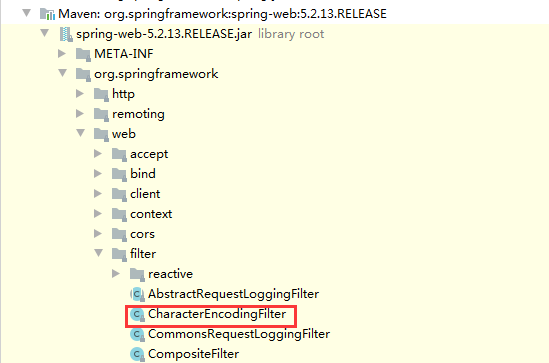 Maven: org.springframework:spring-web:5.2.13.RELEASE
spring-web-5.2.13.RELEASE.jar library root
META-INF
org.springframework
http
remoting
web
accept
bind
client
context
cors
filter
reactive
AbstractRequestLoggingFilter
CharacterEncodingFilter
CommonsRequestLoggingFilter
CompositeFilter